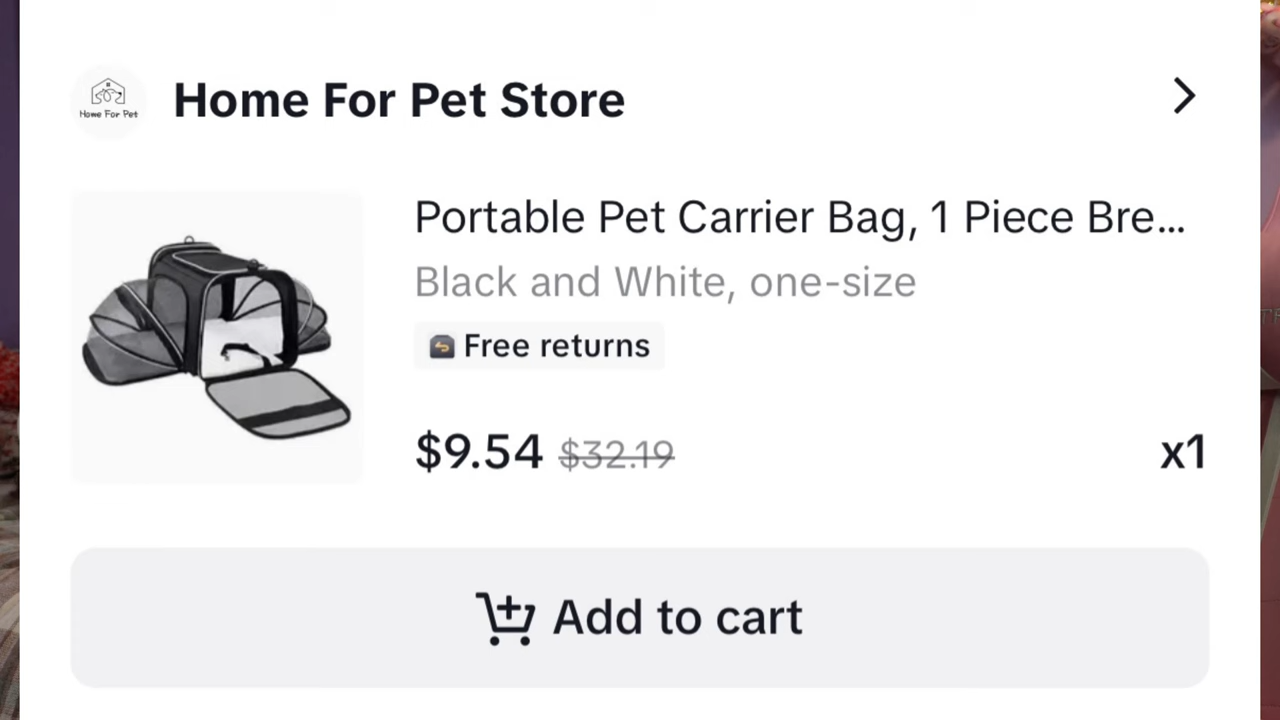 Home For Pet
Home For Pet Store
Portable Pet Carrier Bag, 1 Piece Bre...
Black and White, one-size
Free returns
$9.54 $32.19
x1
Add to cart